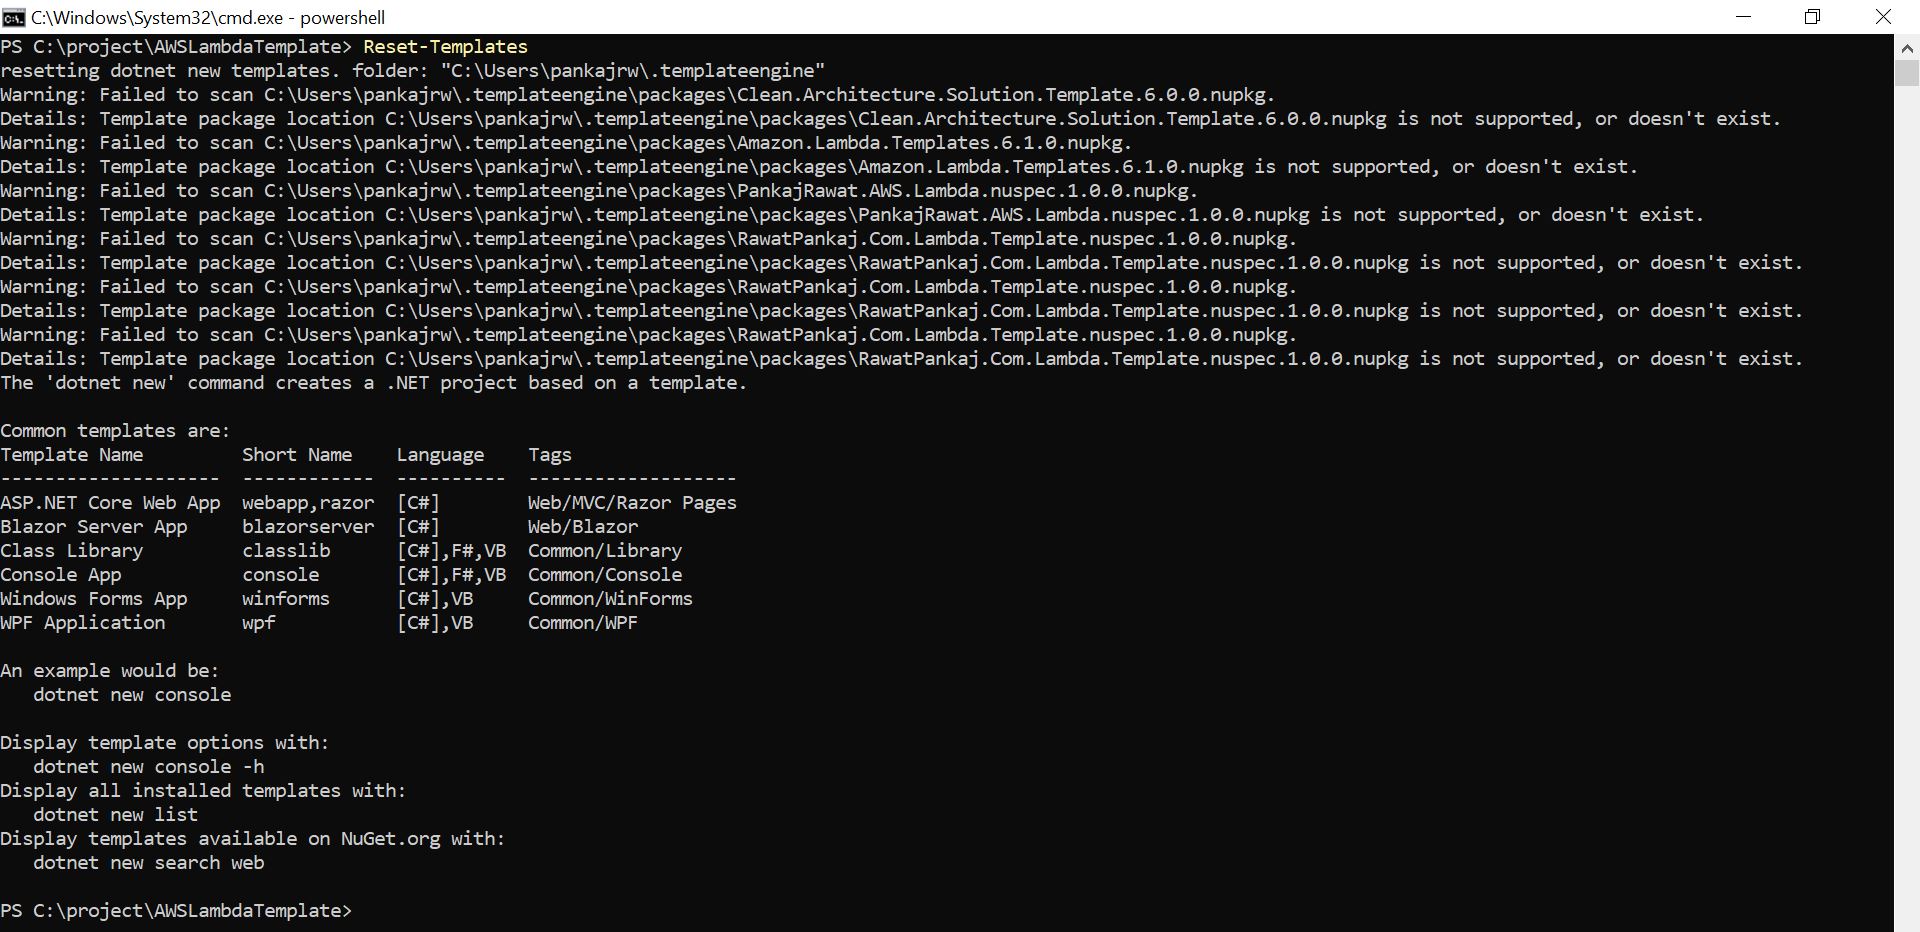 C:\Windows\System32\cmd.exe - powershell
PS C:\project\AWSLambdaTemplate> Reset-Templates
resetting dotnet new templates. folder: "C:\Users\pankajrw\.templateengine"
Warning: Failed to scan C:\Users\pankajrw\.templateengine\packages\Clean.Architecture.Solution.Template.6.0.0.nupkg.
Details: Template package location C:\Users\pankajrw\.templateengine\packages\Clean.Architecture.Solution.Template.6.0.0.nupkg is not supported, or doesn't exist.
Warning: Failed to scan C:\Users\pankajrw\.templateengine\packages\Amazon.Lambda.Templates.6.1.0.nupkg.
Details: Template package location C:\Users\pankajrw\.templateengine\packages\Amazon.Lambda.Templates.6.1.0.nupkg is not supported, or doesn't exist.
Warning: Failed to scan C:\Users\pankajrw\.templateengine\packages\PankajRawat.AWS.Lambda.nuspec.1.0.0.nupkg.
Details: Template package location C:\Users\pankajrw\.templateengine\packages\PankajRawat.AWS.Lambda.nuspec.1.0.0.nupkg is not supported, or doesn't exist.
Warning: Failed to scan C:\Users\pankajrw\.templateengine\packages\RawatPankaj.Com.Lambda.Template.nuspec.1.0.0.nupkg.
Details: Template package location C:\Users\pankajrw\.templateengine\packages\RawatPankaj.Com.Lambda.Template.nuspec.1.0.0.nupkg is not supported, or doesn't exist.
Warning: Failed to scan C:\Users\pankajrw\.templateengine\packages\RawatPankaj.Com.Lambda.Template.nuspec.1.0.0.nupkg.
Details: Template package location C:\Users\pankajrw\.templateengine\packages\RawatPankaj.Com.Lambda.Template.nuspec.1.0.0.nupkg is not supported, or doesn't exist.
Warning: Failed to scan C:\Users\pankajrw\.templateengine\packages\RawatPankaj.Com.Lambda.Template.nuspec.1.0.0.nupkg.
Details: Template package location C:\Users\pankajrw\.templateengine\packages\RawatPankaj.Com.Lambda.Template.nuspec.1.0.0.nupkg is not supported, or doesn't exist.
The 'dotnet new' command creates a .NET project based on a template.

Common templates are:
Template Name         Short Name    Language    Tags
--------------------  ------------  ----------  -------------------
ASP.NET Core Web App  webapp,razor  [C#]        Web/MVC/Razor Pages
Blazor Server App     blazorserver  [C#]        Web/Blazor
Class Library         classlib      [C#],F#,VB  Common/Library
Console App           console       [C#],F#,VB  Common/Console
Windows Forms App     winforms      [C#],VB     Common/WinForms
WPF Application       wpf           [C#],VB     Common/WPF

An example would be:
   dotnet new console

Display template options with:
   dotnet new console -h
Display all installed templates with:
   dotnet new list
Display templates available on NuGet.org with:
   dotnet new search web

PS C:\project\AWSLambdaTemplate>